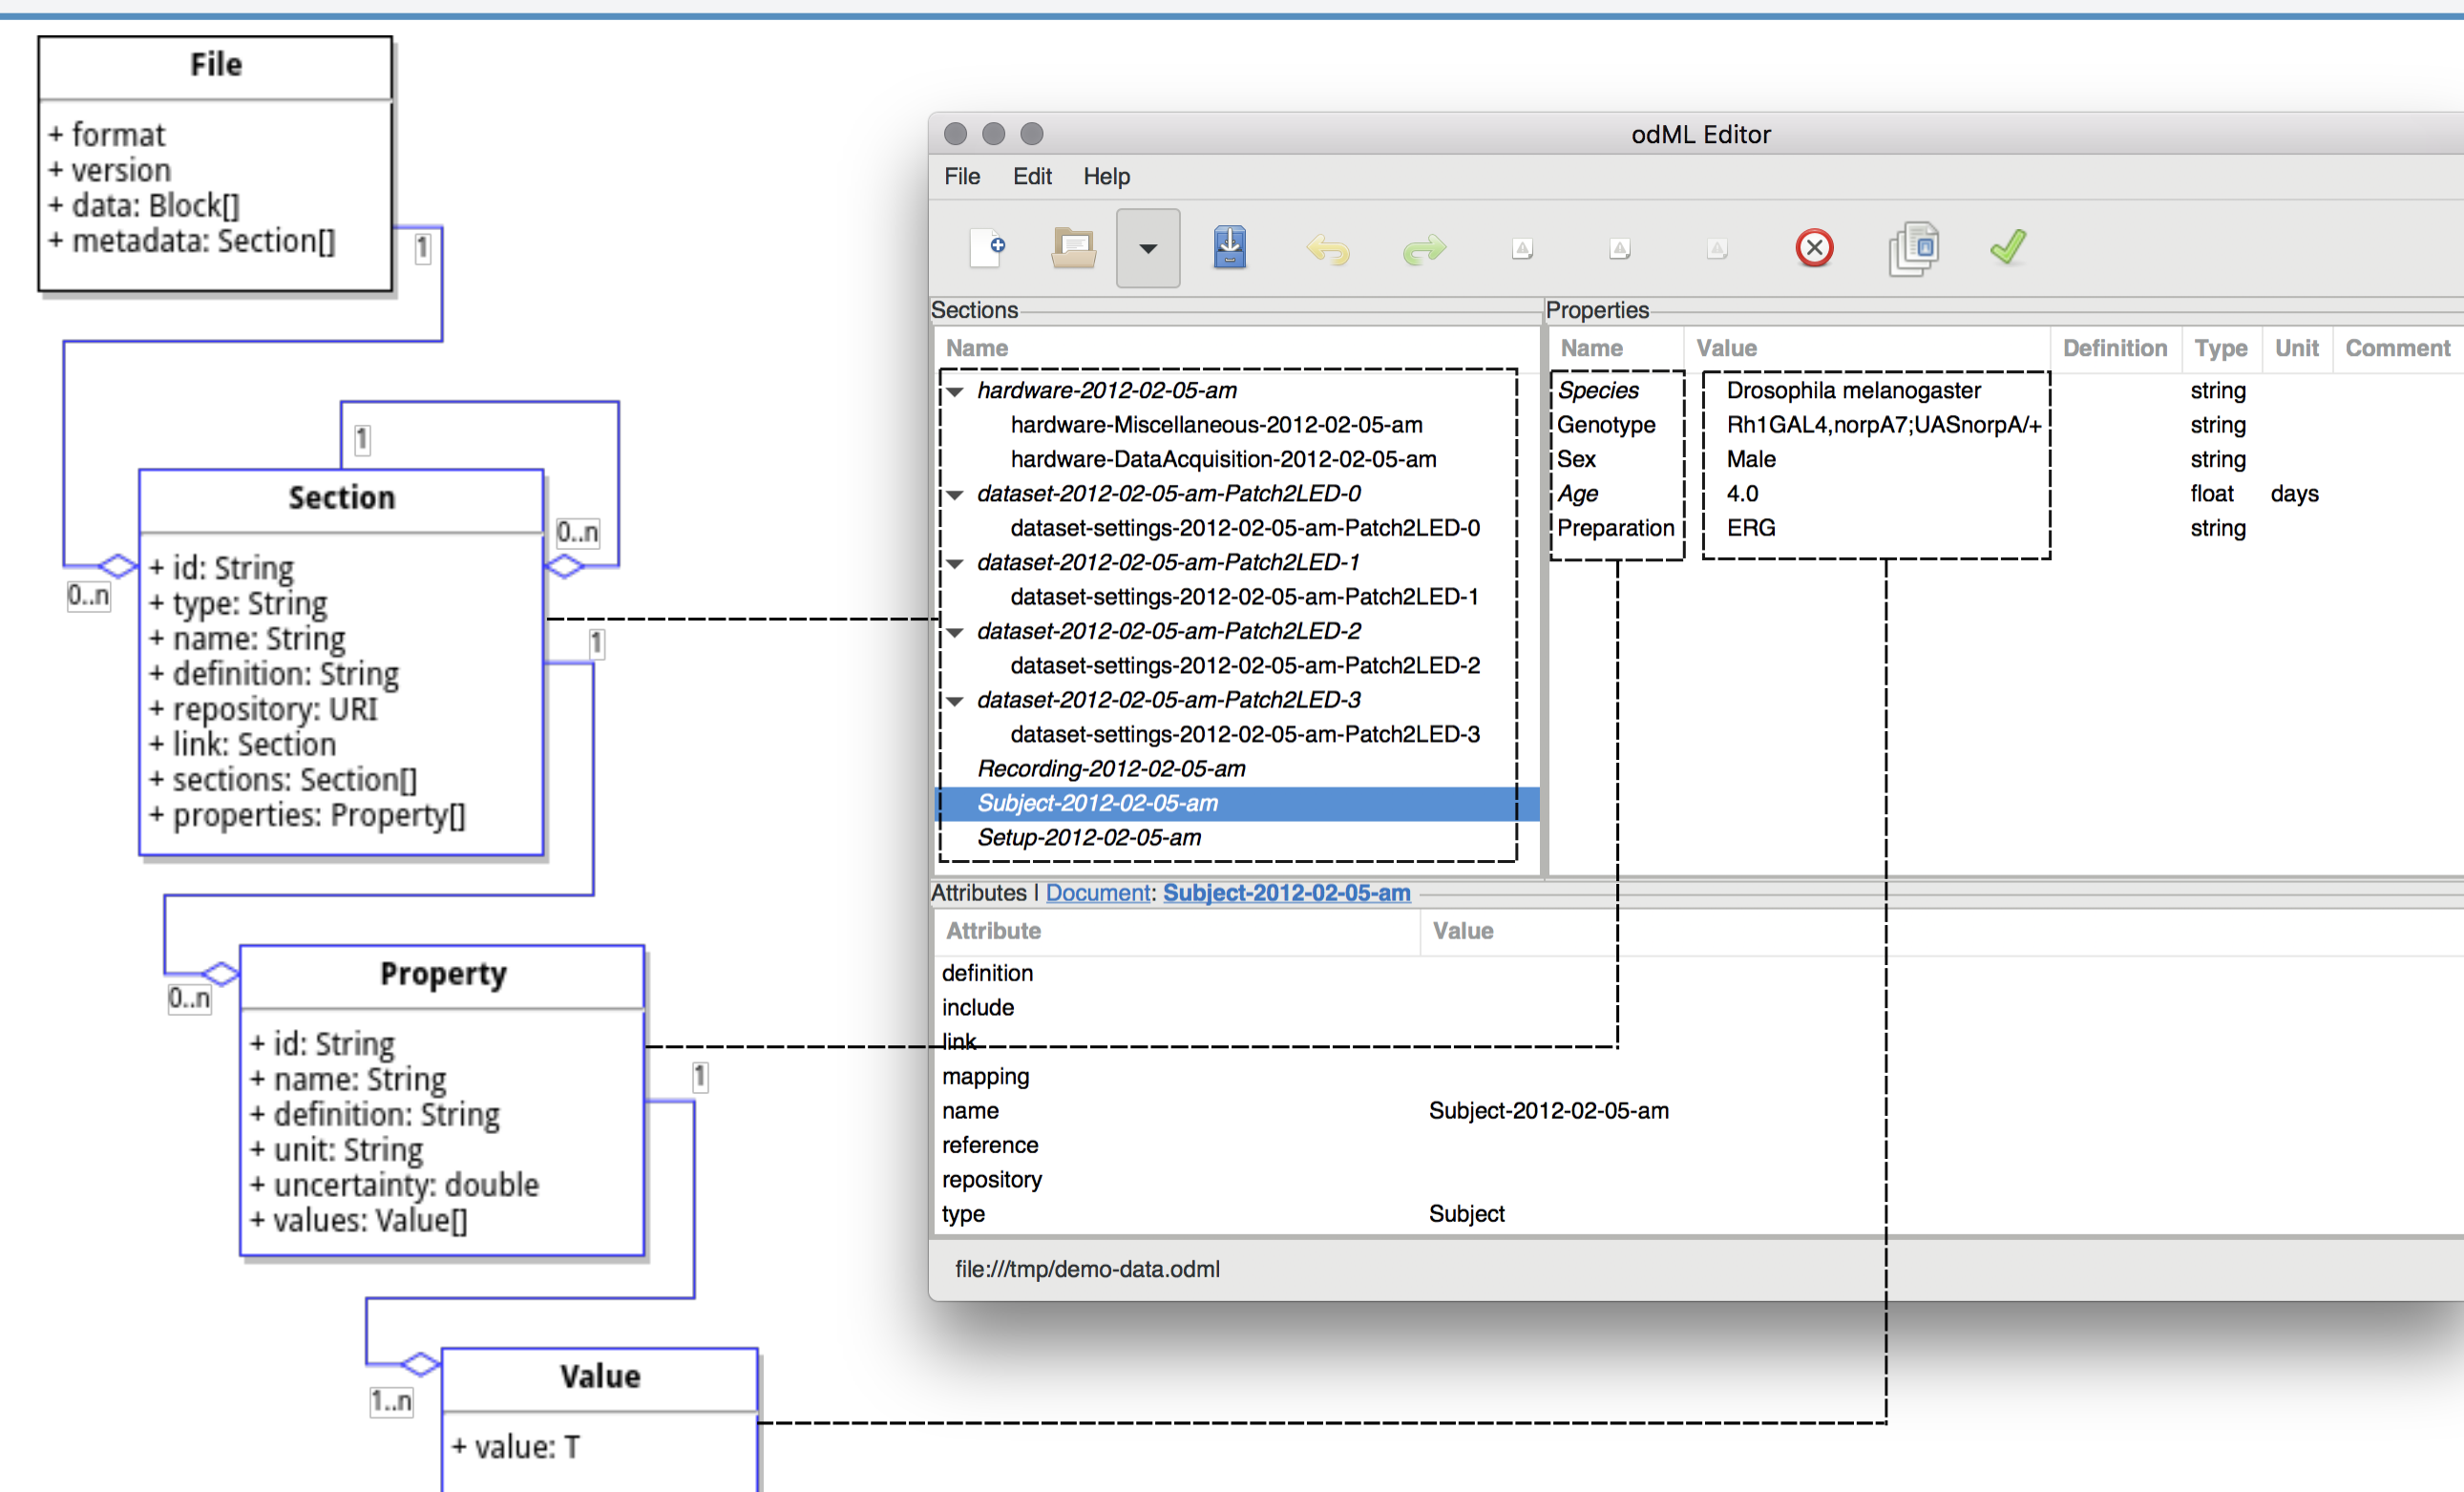 File
+ format
+ version
+ data: Block[]
+ metadata: Section[]
1
1
Section
0..n
+ id: String
0..n
+ type: String
+ name: String
1
+ definition: String
+ repository: URI
+ link: Section
+ sections: Section[]
+ properties: Property[]
Property
0..n
+ id: String
1
+ name: String
+ definition: String
+ unit: String
+ uncertainty: double
+ values: Value[]
Value
1..n
+ value: T
odML Editor
File Edit Help
Sections
Name
hardware-2012-02-05-am
hardware-Miscellaneous-2012-02-05-am
hardware-DataAcquisition-2012-02-05-am
dataset-2012-02-05-am-Patch2LED-0
dataset-settings-2012-02-05-am-Patch2LED-0
dataset-2012-02-05-am-Patch2LED-1
dataset-settings-2012-02-05-am-Patch2LED-1
dataset-2012-02-05-am-Patch2LED-2
dataset-settings-2012-02-05-am-Patch2LED-2
dataset-2012-02-05-am-Patch2LED-3
dataset-settings-2012-02-05-am-Patch2LED-3
Recording-2012-02-05-am
Subject-2012-02-05-am
Setup-2012-02-05-am
Properties
Name Value Definition Type Unit Comment
Species Drosophila melanogaster string
Genotype Rh1GAL4,norpA7;UASnorpA/+ string
Sex Male string
Age 4.0 float days
Preparation ERG string
Attributes | Document: Subject-2012-02-05-am
Attribute Value
definition
include
link
mapping
name Subject-2012-02-05-am
reference
repository
type Subject
file:///tmp/demo-data.odml